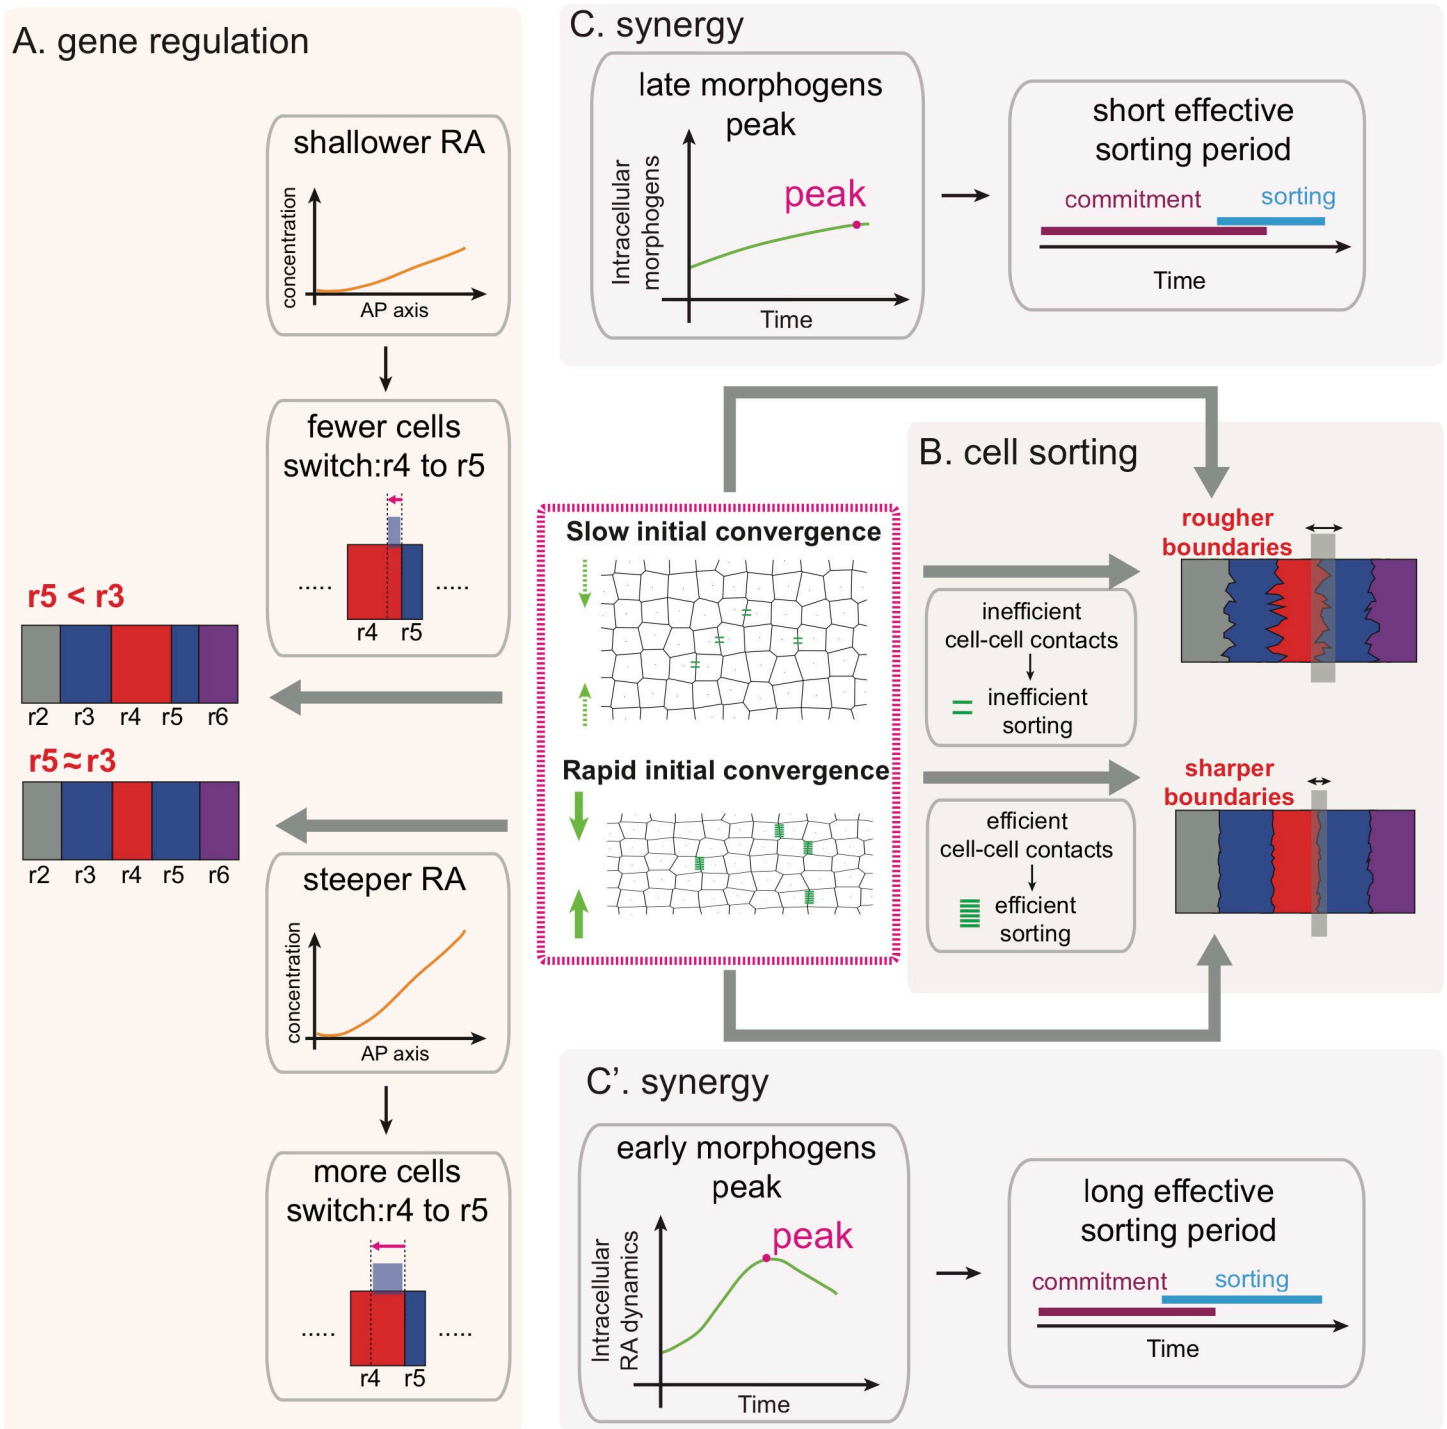 A. gene regulation
shallower RA
concentration
AP axis
fewer cells
switch:r4 to r5
.....
.....
r4 r5
r5 < r3
r2 r3 r4 r5 r6
r5≈r3
r2 r3 r4 r5 r6
steeper RA
concentration
AP axis
more cells
switch:r4 to r5
.....
.....
r4 r5
C. synergy
late morphogens
peak
Intracellular
morphogens
peak
Time
short effective
sorting period
commitment
sorting
Time
Slow initial convergence
Rapid initial convergence
B. cell sorting
inefficient
cell-cell contacts
inefficient
sorting
rougher
boundaries
efficient
cell-cell contacts
efficient
sorting
sharper
boundaries
C’. synergy
early morphogens
peak
Intracellular
RA dynamics
peak
Time
long effective
sorting period
commitment
sorting
Time